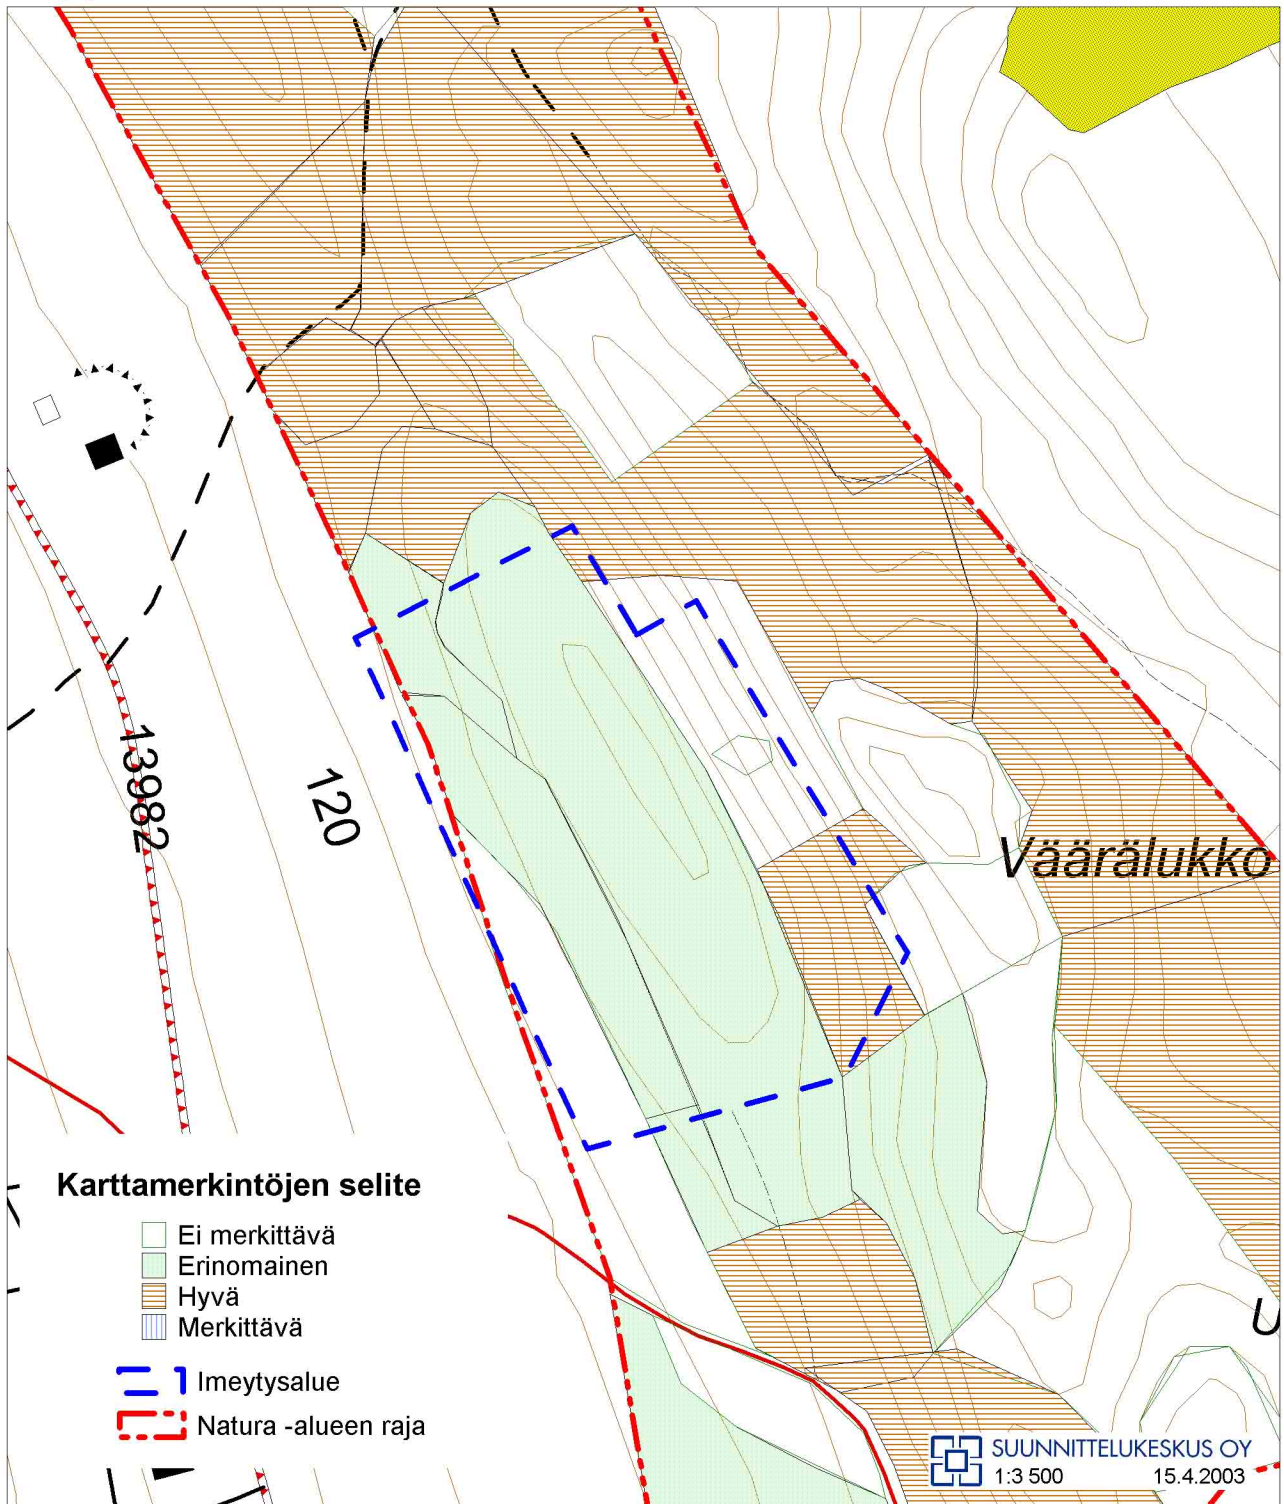 13982
120
Väärälukko
U
Karttamerkintöjen selite
Ei merkittävä
Erinomainen
Hyvä
Merkittävä
Imeytysalue
Natura -alueen raja
SUUNNITTELUKESKUS OY
1:3 500 15.4.2003